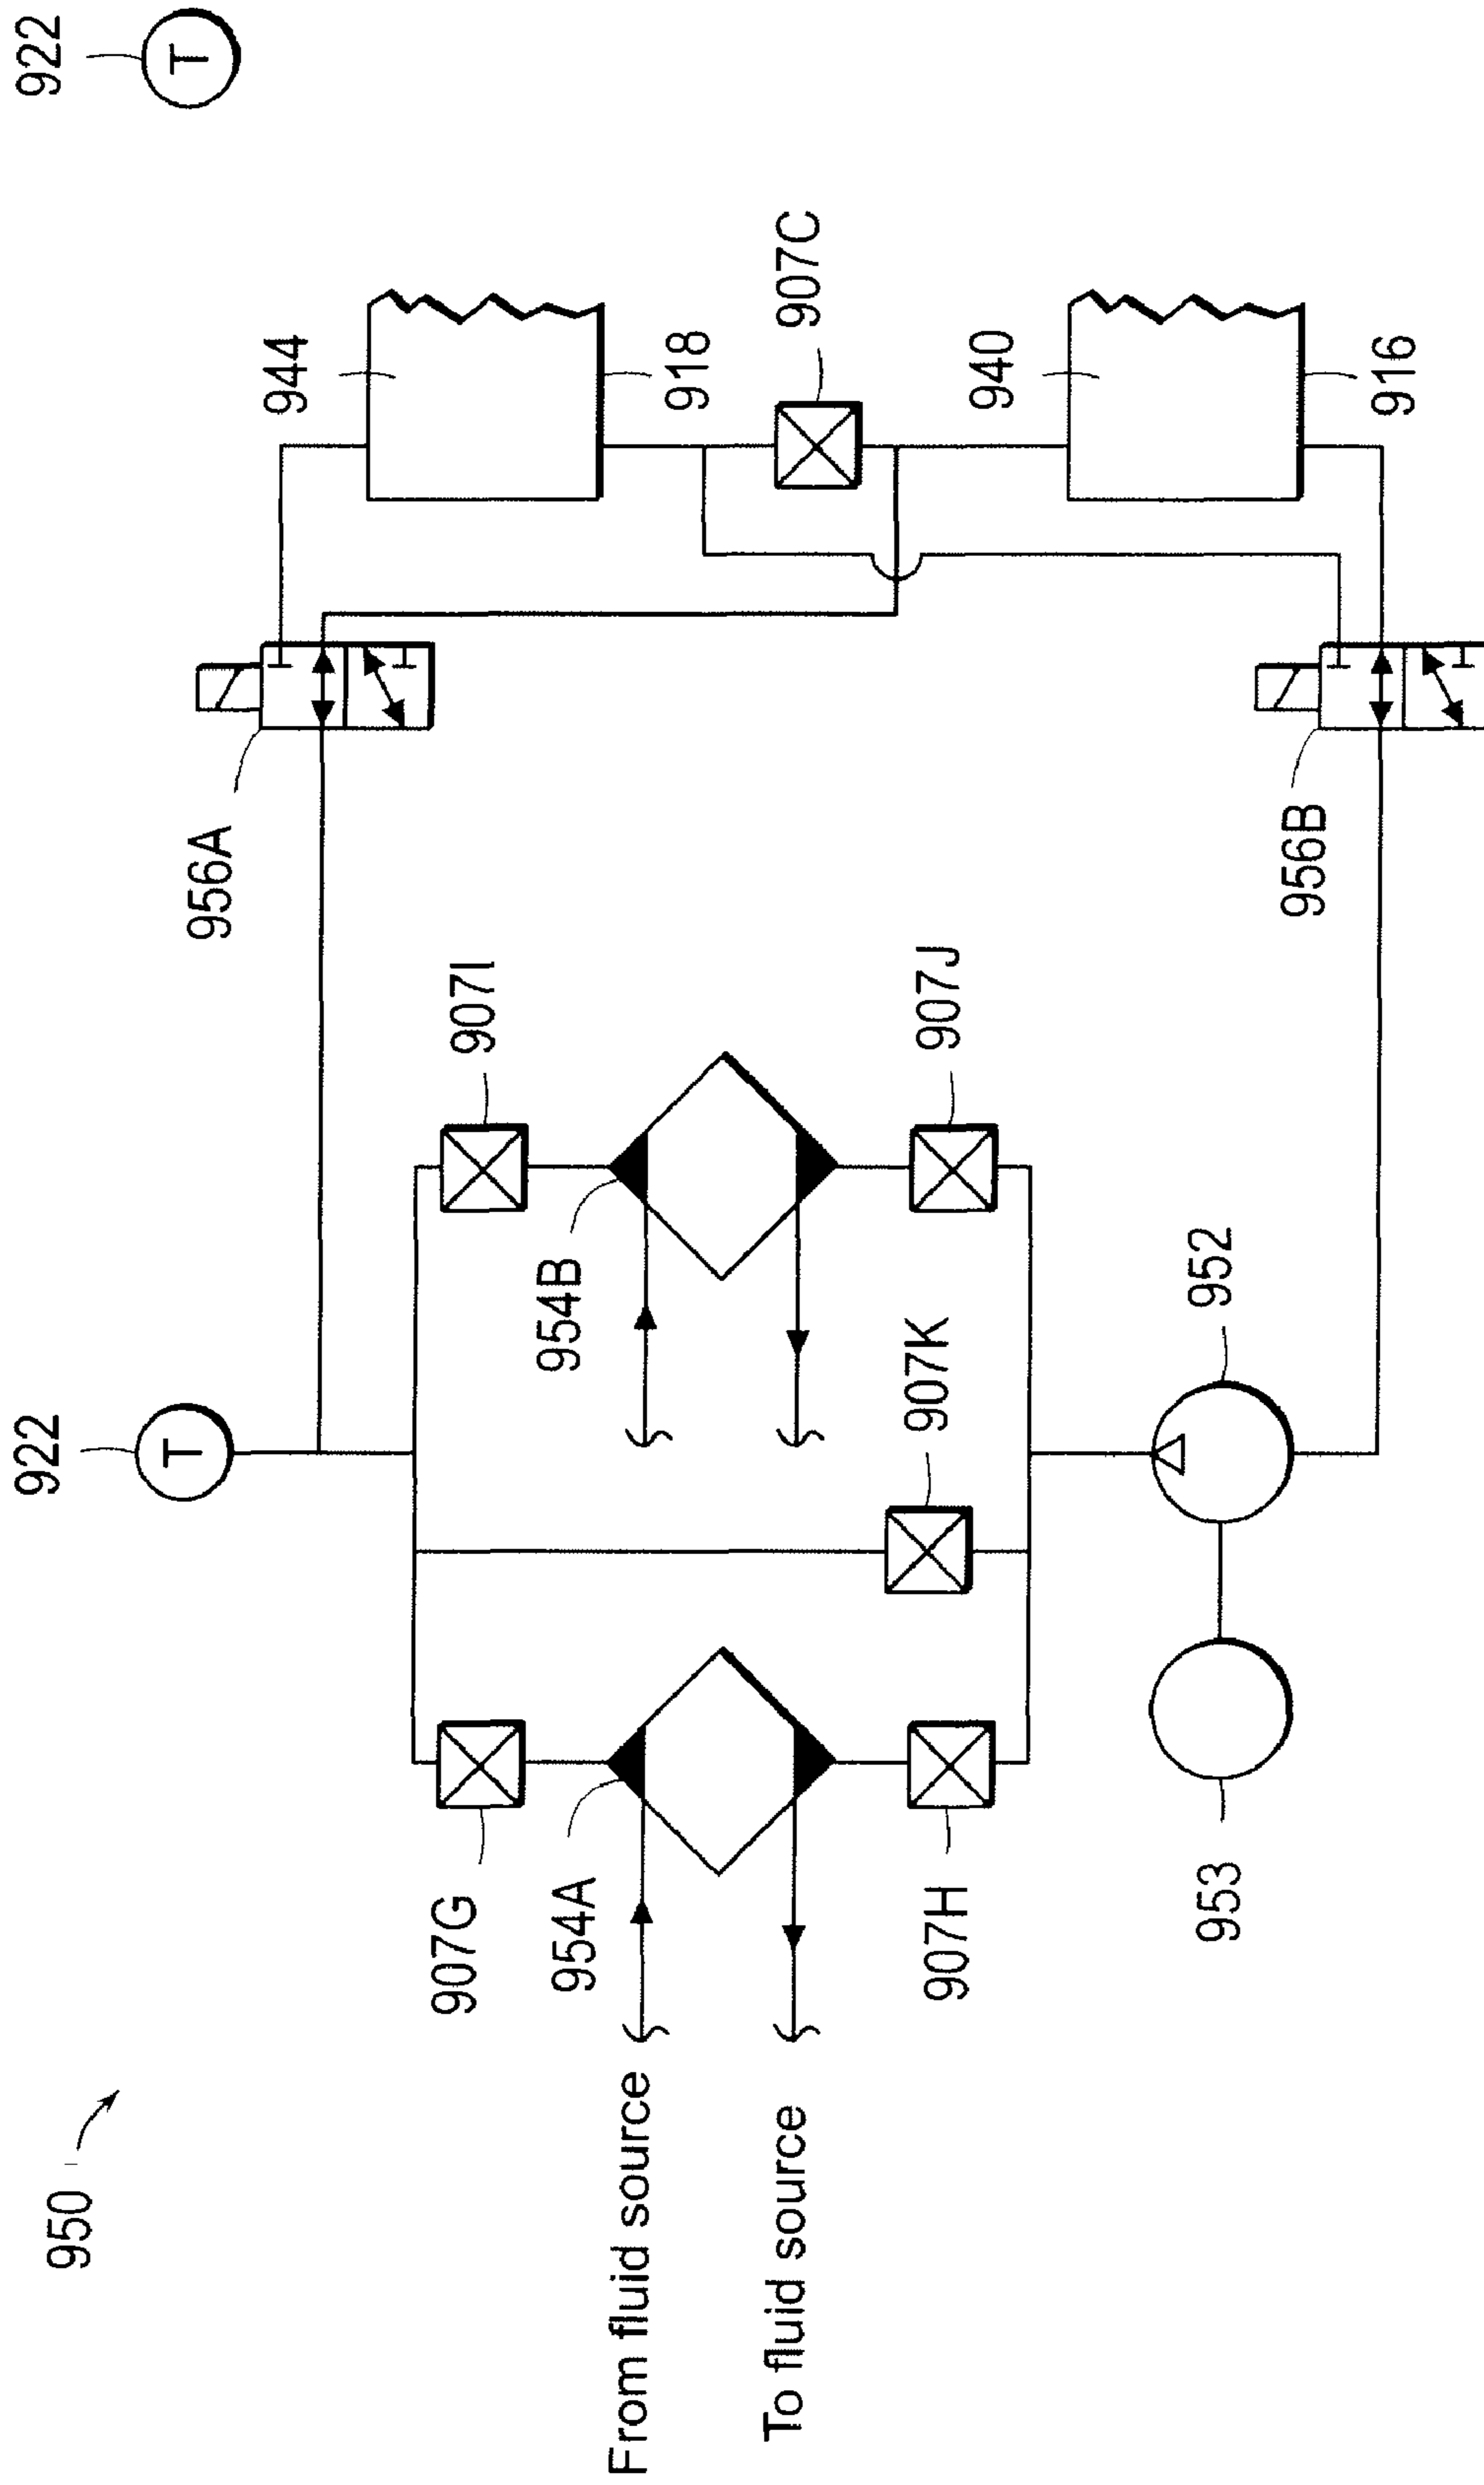 950
922
922
956A
944
907G
907I
954A
954B
From fluid source
918
To fluid source
907C
907H
907K
907J
940
953
952
956B
916
T
T